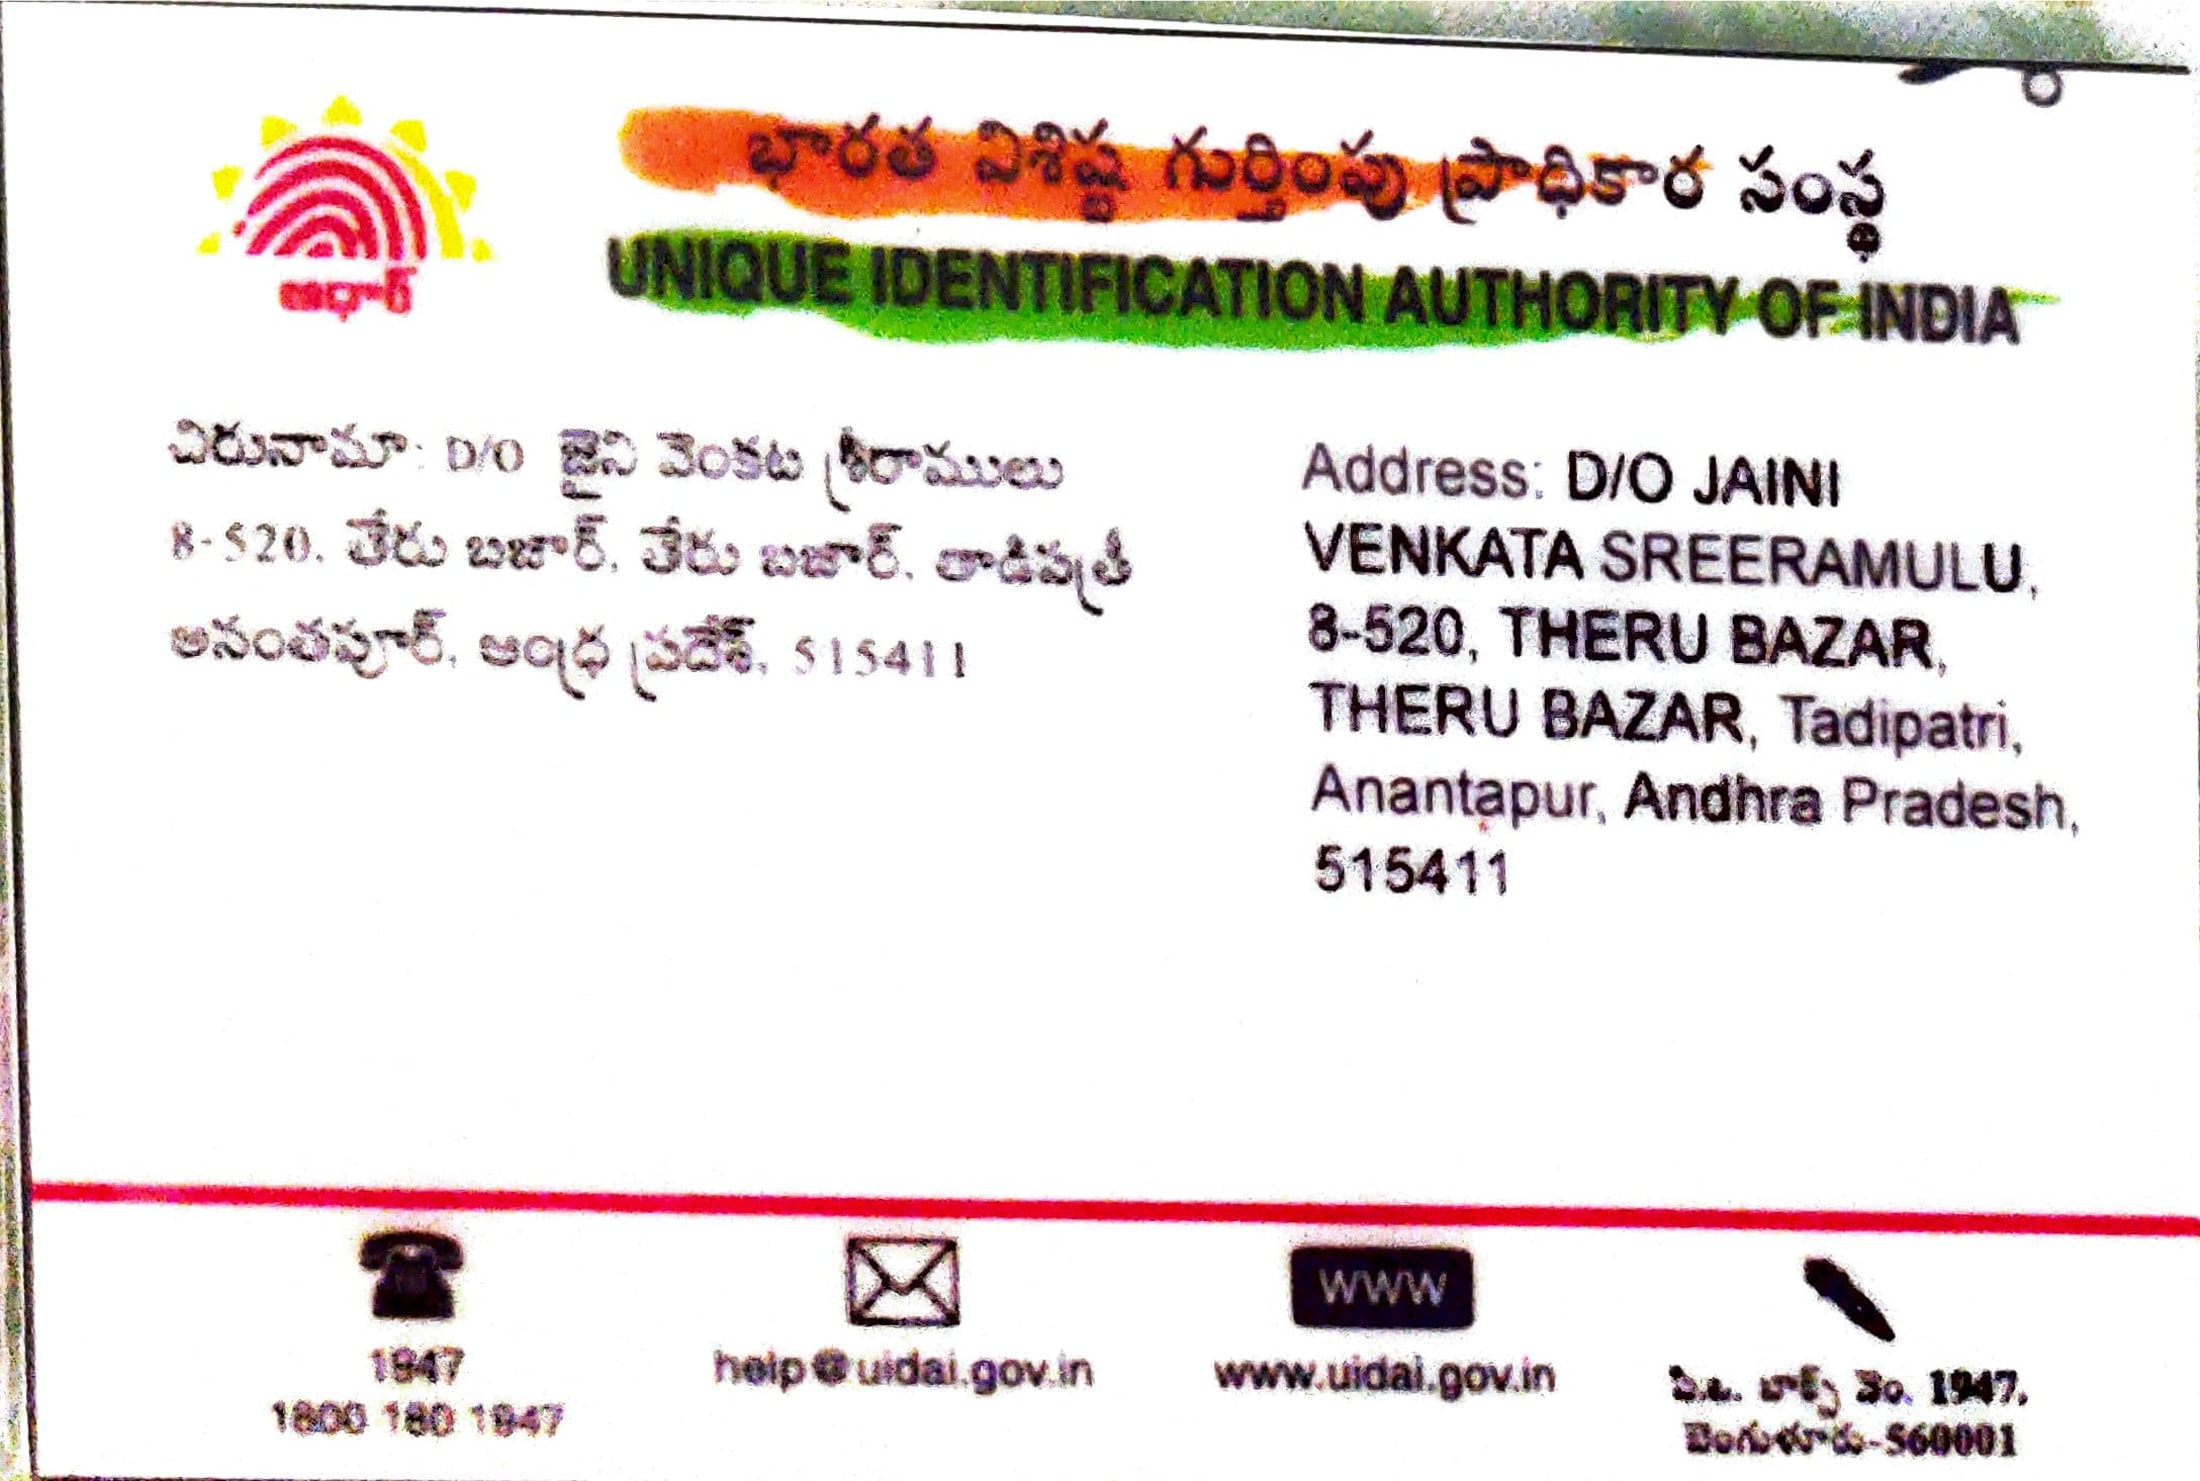 భారత విశిష్ట గుర్తింపు ప్రాధికార సంస్థ
UNIQUE IDENTIFICATION AUTHORITY OF INDIA
ఆధార్
చిరునామా: D/O జైని వెంకట శ్రీరాములు
8-520, తేరు బజార్, తేరు బజార్, తాడిపత్రి
అనంతపూర్, ఆంధ్ర ప్రదేశ్, 515411
Address: D/O JAINI
VENKATA SREERAMULU,
8-520, THERU BAZAR,
THERU BAZAR, Tadipatri,
Anantapur, Andhra Pradesh,
515411
1947
1800 180 1947
help@uidai.gov.in
WWW
www.uidai.gov.in
పి.ఒ. బాక్స్ నెం. 1947,
బెంగుళూరు-560001